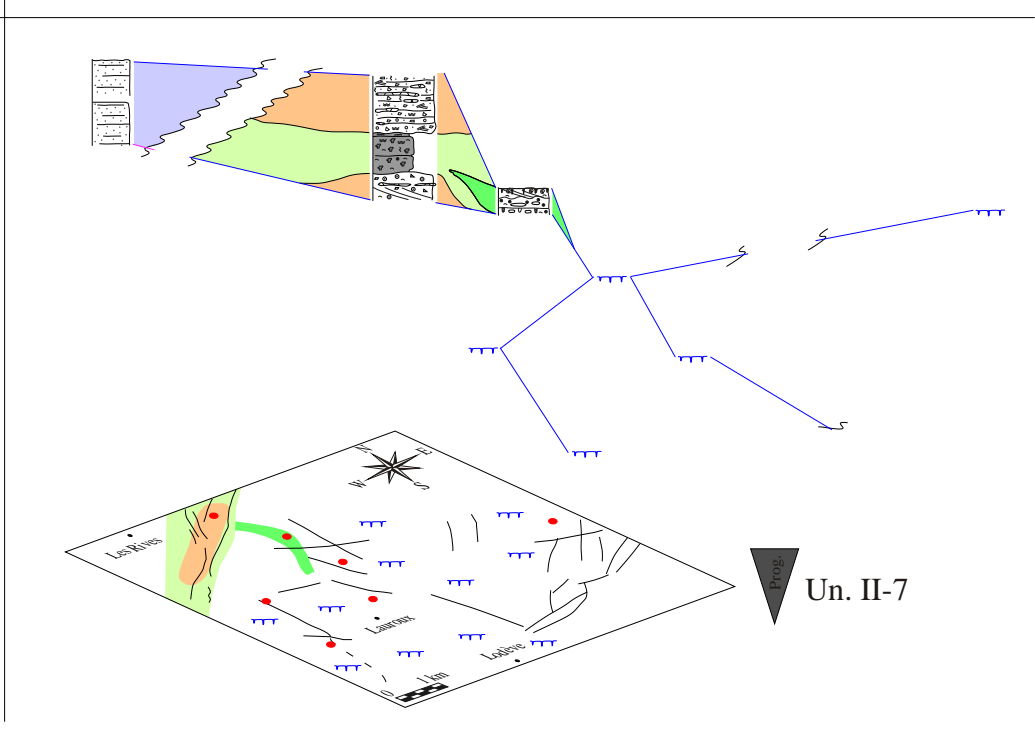 N
E
W
S
Les Rives
Prog.
Un. II-7
Lauroux
Lodève
0 1 km